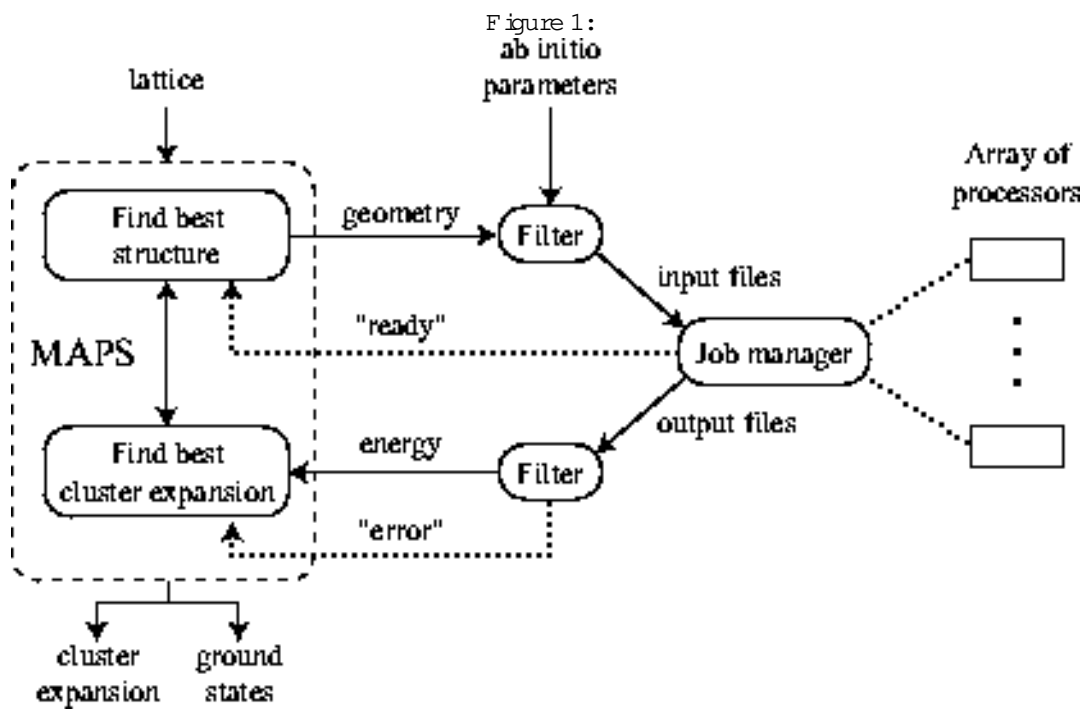 Figure 1:
ab initio
parameters
lattice
Array of
processors
Find best
structure
geometry
Filter
input files
"ready"
MAPS
Job manager
output files
Find best
cluster expansion
energy
Filter
"error"
cluster
expansion
ground
states